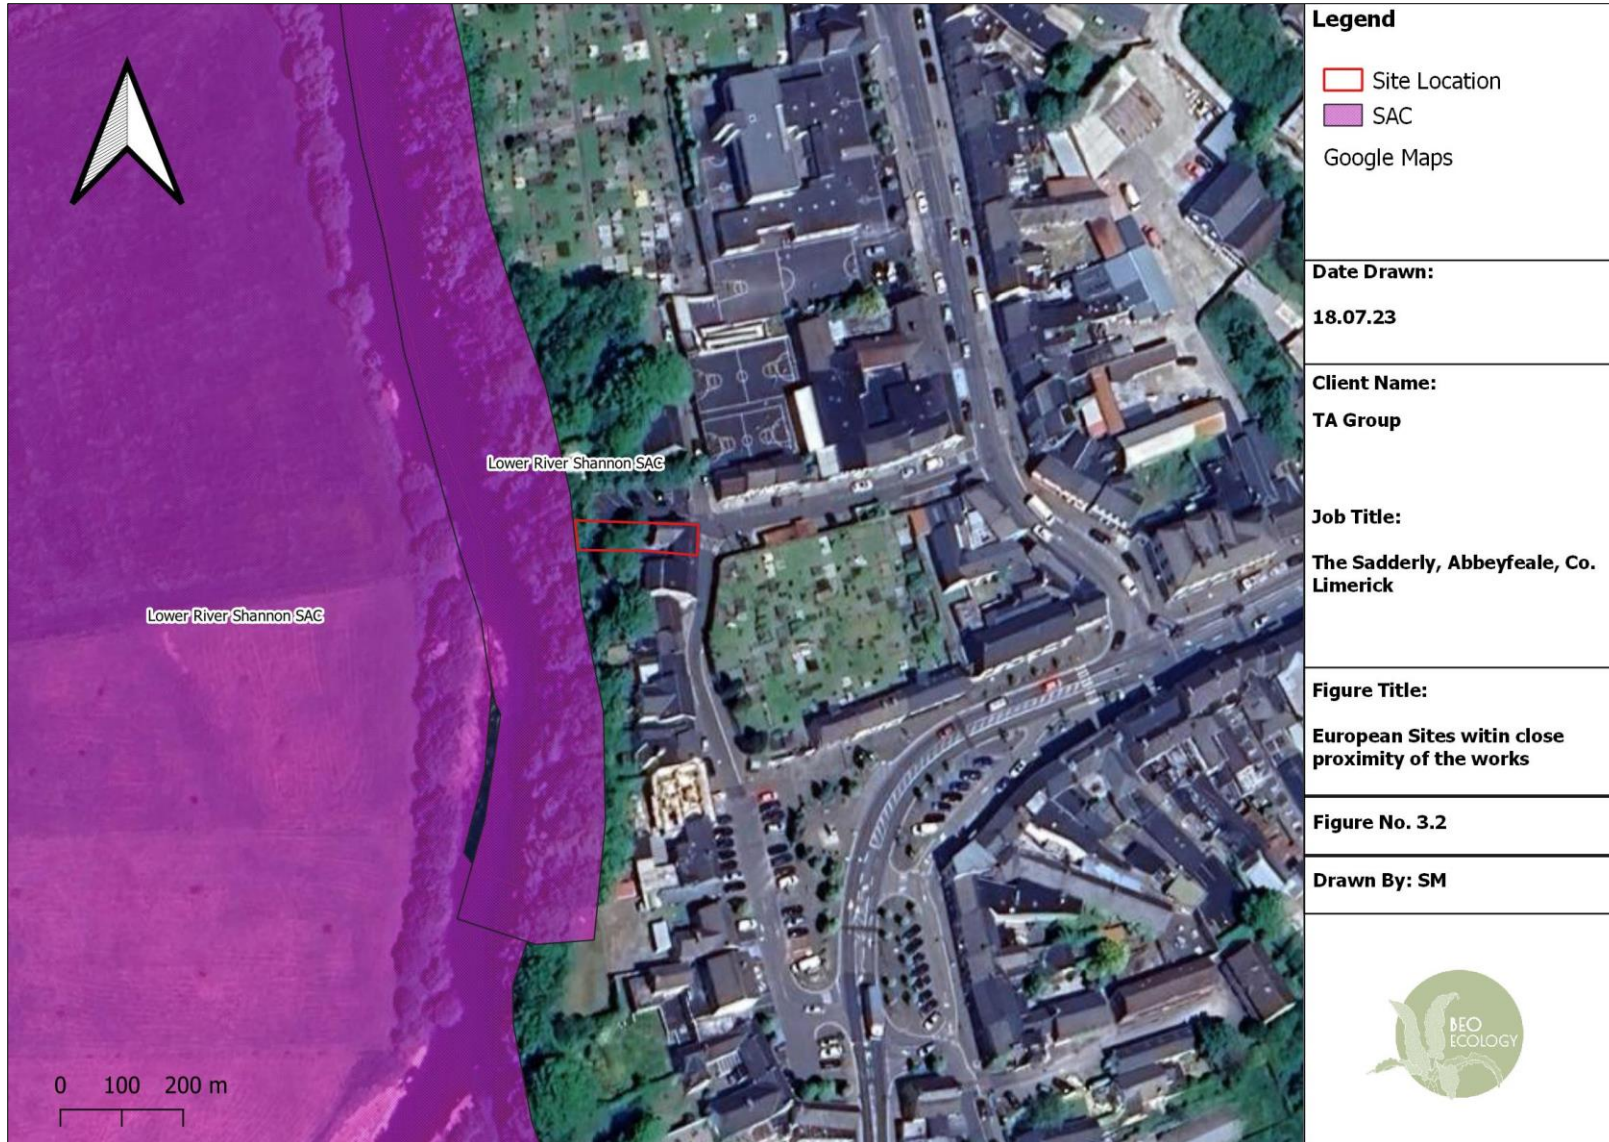 Lower River Shannon SAC
Lower River Shannon SAC
0 100 200 m
Legend
Site Location
SAC
Google Maps
Date Drawn:
18.07.23
Client Name:
TA Group
Job Title:
The Sadderly, Abbeyfeale, Co.
Limerick
Figure Title:
European Sites witin close
proximity of the works
Figure No. 3.2
Drawn By: SM
BEO
ECOLOGY